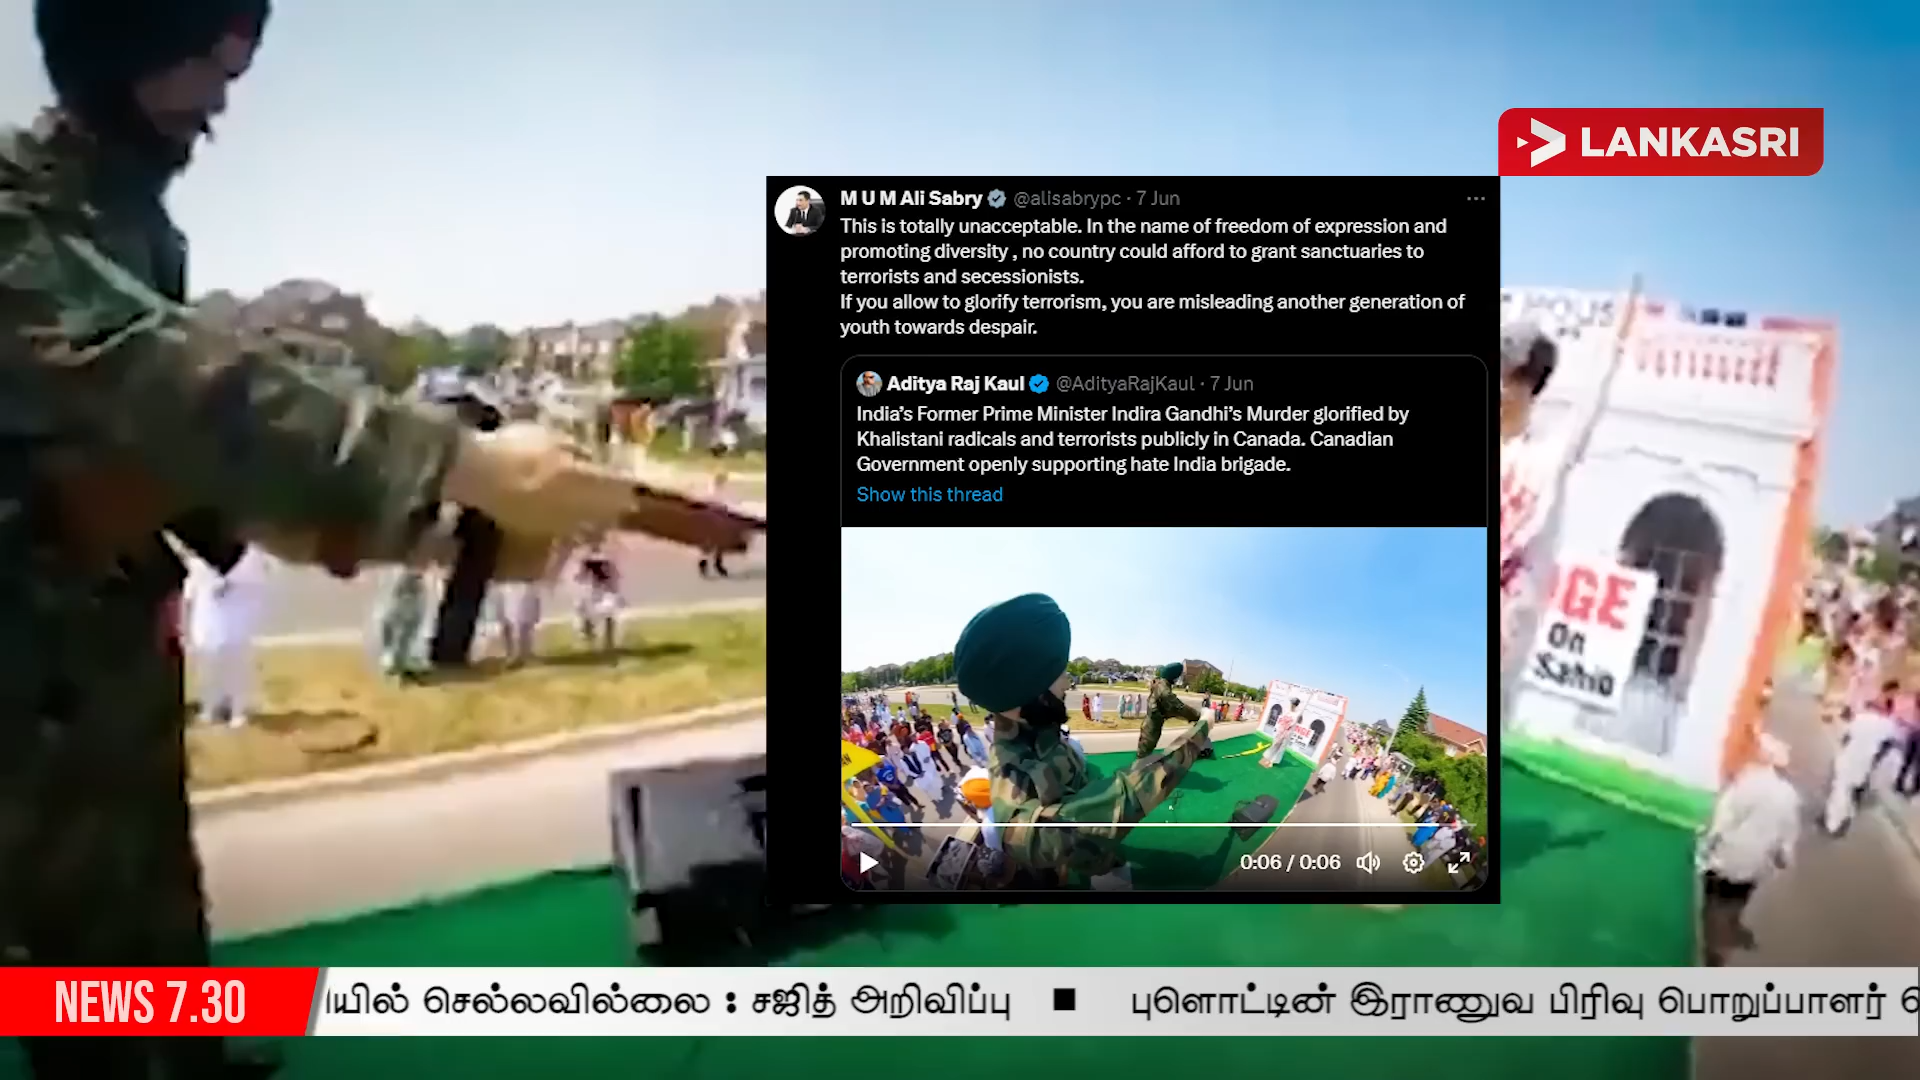 LANKASRI
M U M Ali Sabry @alisabrypc · 7 Jun
This is totally unacceptable. In the name of freedom of expression and
promoting diversity , no country could afford to grant sanctuaries to
terrorists and secessionists.
If you allow to glorify terrorism, you are misleading another generation of
youth towards despair.
Aditya Raj Kaul @AdityaRajKaul · 7 Jun
India's Former Prime Minister Indira Gandhi's Murder glorified by
Khalistani radicals and terrorists publicly in Canada. Canadian
Government openly supporting hate India brigade.
Show this thread
On
Sahib
0:06 / 0:06
NEWS 7.30
செல்லவில்லை : சஜித் அறிவிப்பு ■ புளொட்டின் இராணுவ பிரிவு பொறுப்பாளர்